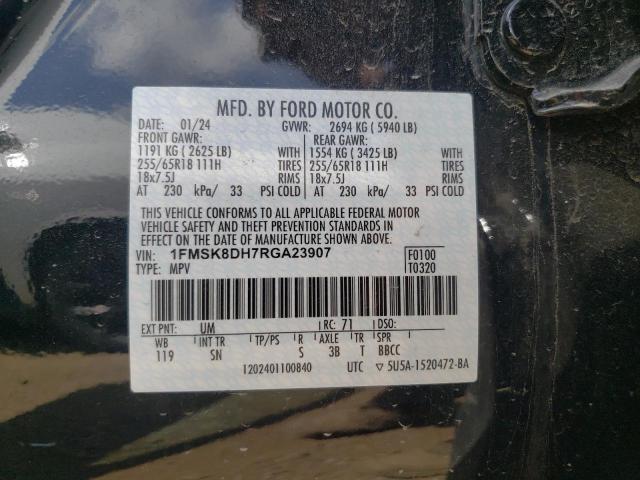 MFD. BY FORD MOTOR CO.
DATE: 01/24 GVWR: 2694 KG ( 5940 LB)
FRONT GAWR: REAR GAWR:
1191 KG ( 2625 LB) WITH 1554 KG ( 3425 LB) WITH
255/65R18 111H TIRES 255/65R18 111H TIRES
18x7.5J RIMS 18x7.5J RIMS
AT 230 kPa/ 33 PSI COLD AT 230 kPa/ 33 PSI COLD
THIS VEHICLE CONFORMS TO ALL APPLICABLE FEDERAL MOTOR
VEHICLE SAFETY AND THEFT PREVENTION STANDARDS IN
EFFECT ON THE DATE OF MANUFACTURE SHOWN ABOVE.
VIN: 1FMSK8DH7RGA23907 F0100
TYPE: MPV T0320
EXT PNT: UM RC: 71 DSO:
WB INT TR TP/PS R AXLE TR SPR
119 SN S 3B T BBCC
1202401100840 UTC ▽ 5U5A-1520472-BA